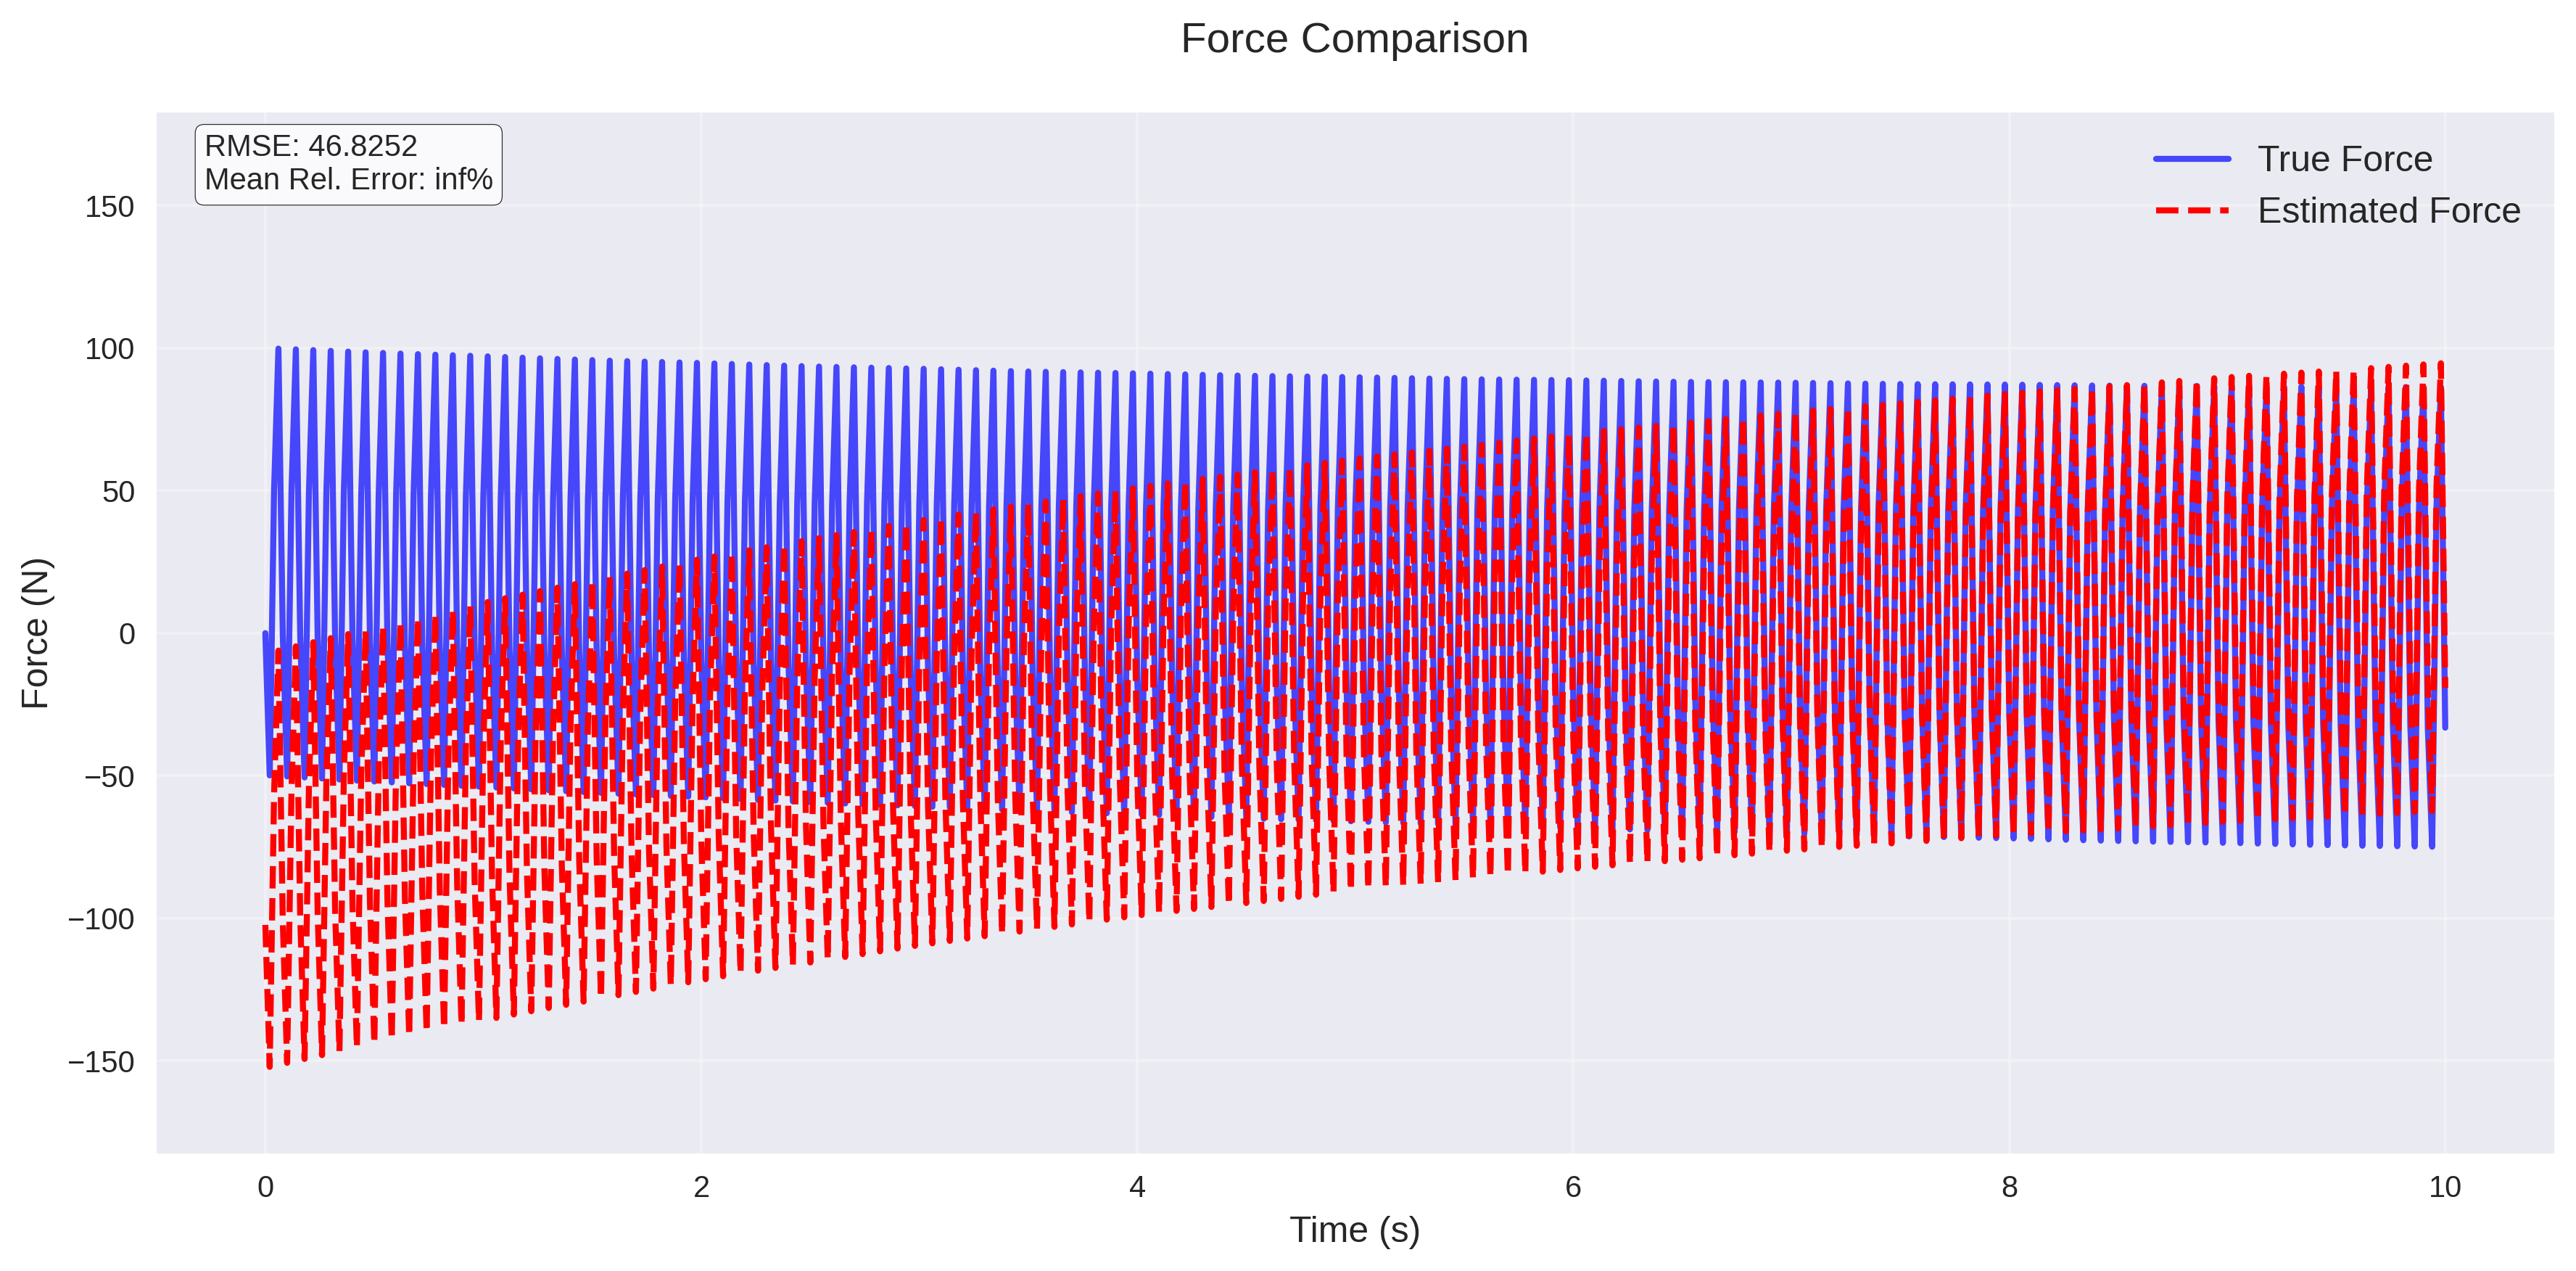 Force Comparison
RMSE: 46.8252
Mean Rel. Error: inf%
True Force
Estimated Force
150
100
50
0
−50
−100
−150
Force (N)
0 2 4 6 8 10
Time (s)